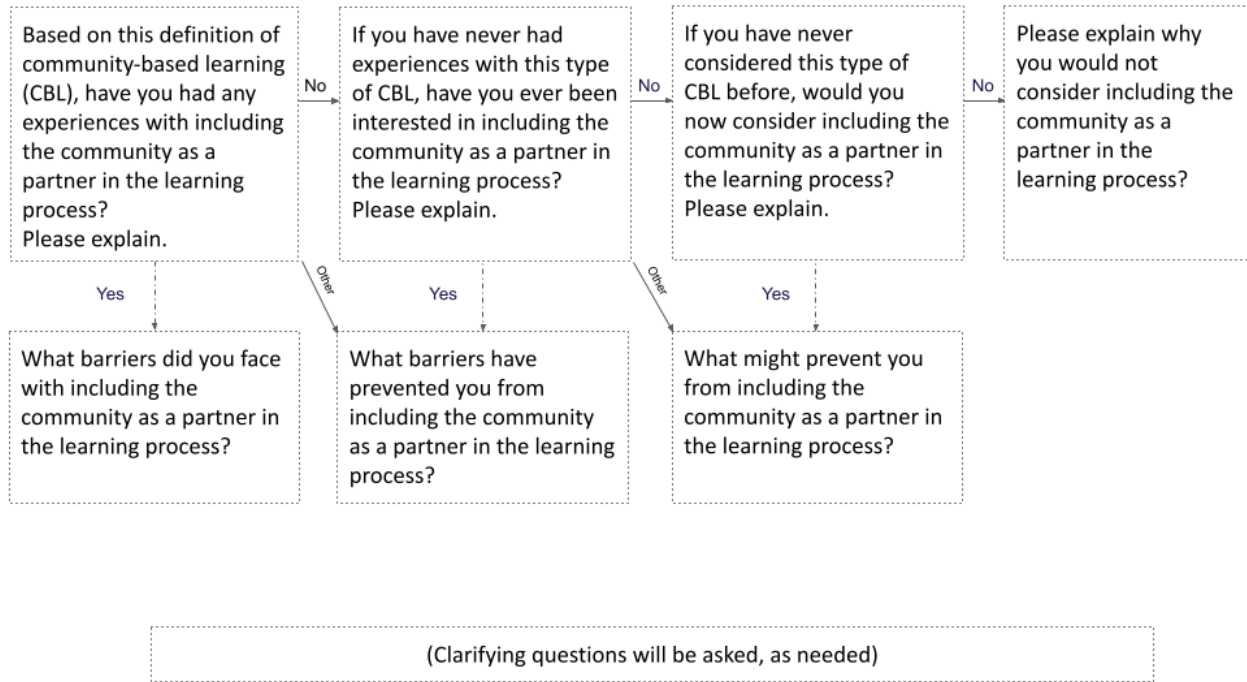 Based on this definition of
community-based learning
(CBL), have you had any
experiences with including
the community as a
partner in the learning
process?
Please explain.
No
If you have never had
experiences with this type
of CBL, have you ever been
interested in including the
community as a partner in
the learning process?
Please explain.
No
If you have never
considered this type of
CBL before, would you
now consider including the
community as a partner in
the learning process?
Please explain.
No
Please explain why
you would not
consider including the
community as a
partner in the
learning process?
Yes
Other
Yes
Other
Yes
What barriers did you face
with including the
community as a partner in
the learning process?
What barriers have
prevented you from
including the community
as a partner in the learning
process?
What might prevent you
from including the
community as a partner in
the learning process?
(Clarifying questions will be asked, as needed)